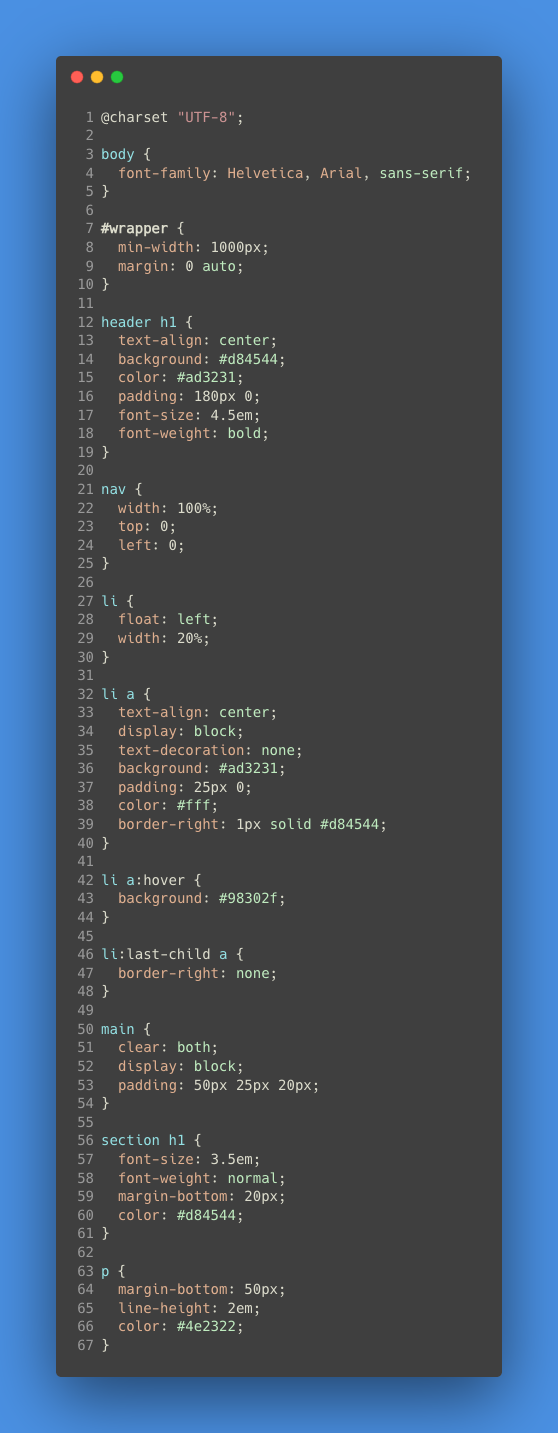 1 @charset "UTF-8";
2
3 body {
4   font-family: Helvetica, Arial, sans-serif;
5 }
6
7 #wrapper {
8   min-width: 1000px;
9   margin: 0 auto;
10 }
11
12 header h1 {
13   text-align: center;
14   background: #d84544;
15   color: #ad3231;
16   padding: 180px 0;
17   font-size: 4.5em;
18   font-weight: bold;
19 }
20
21 nav {
22   width: 100%;
23   top: 0;
24   left: 0;
25 }
26
27 li {
28   float: left;
29   width: 20%;
30 }
31
32 li a {
33   text-align: center;
34   display: block;
35   text-decoration: none;
36   background: #ad3231;
37   padding: 25px 0;
38   color: #fff;
39   border-right: 1px solid #d84544;
40 }
41
42 li a:hover {
43   background: #98302f;
44 }
45
46 li:last-child a {
47   border-right: none;
48 }
49
50 main {
51   clear: both;
52   display: block;
53   padding: 50px 25px 20px;
54 }
55
56 section h1 {
57   font-size: 3.5em;
58   font-weight: normal;
59   margin-bottom: 20px;
60   color: #d84544;
61 }
62
63 p {
64   margin-bottom: 50px;
65   line-height: 2em;
66   color: #4e2322;
67 }